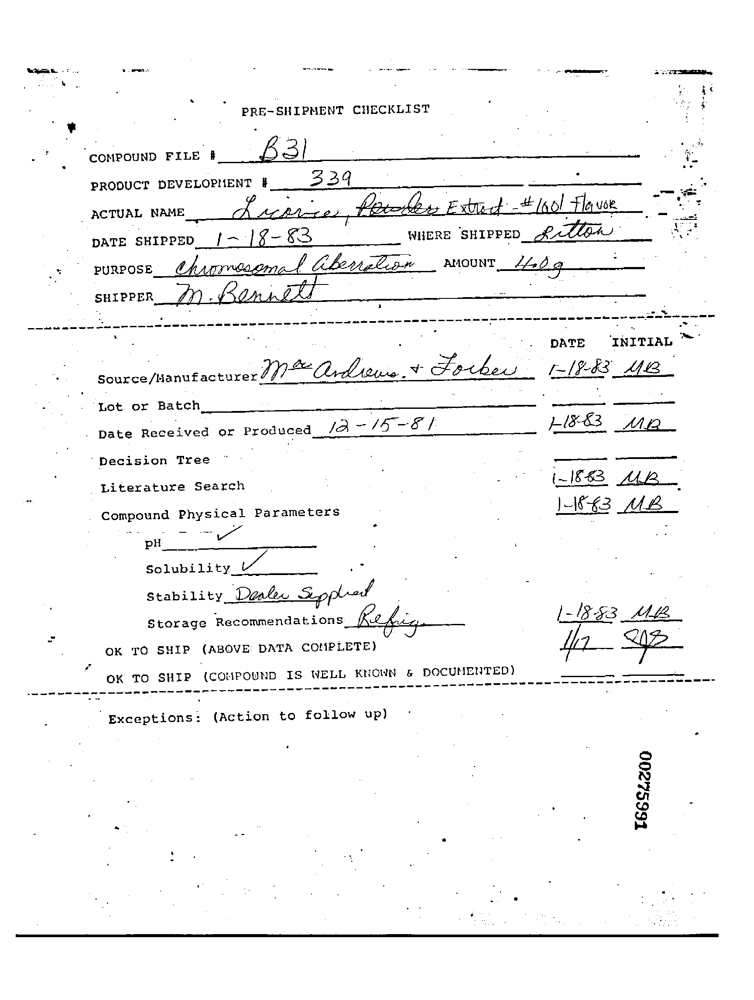 PRE-SHIPMENT CHECKLIST
COMPOUND FILE # B31
PRODUCT DEVELOPMENT # 339
ACTUAL NAME Licorice, Powder Extract #1601 Flavor
DATE SHIPPED 1-18-83 WHERE SHIPPED Litton
PURPOSE Chromosomal Aberration AMOUNT 4.0g
SHIPPER M. Bennett
DATE INITIAL
Source/Manufacturer Mac Andrews + Forbes 1-18-83 MB
Lot or Batch
Date Received or Produced 12-15-81 1-18-83 MB
Decision Tree
Literature Search 1-18-83 MB
Compound Physical Parameters 1-18-83 MB
pH ✓
Solubility ✓
Stability Dealer Supplied
Storage Recommendations Refrig. 1-18-83 MB
OK TO SHIP (ABOVE DATA COMPLETE) 1/17
OK TO SHIP (COMPOUND IS WELL KNOWN & DOCUMENTED)
Exceptions: (Action to follow up)
00275991